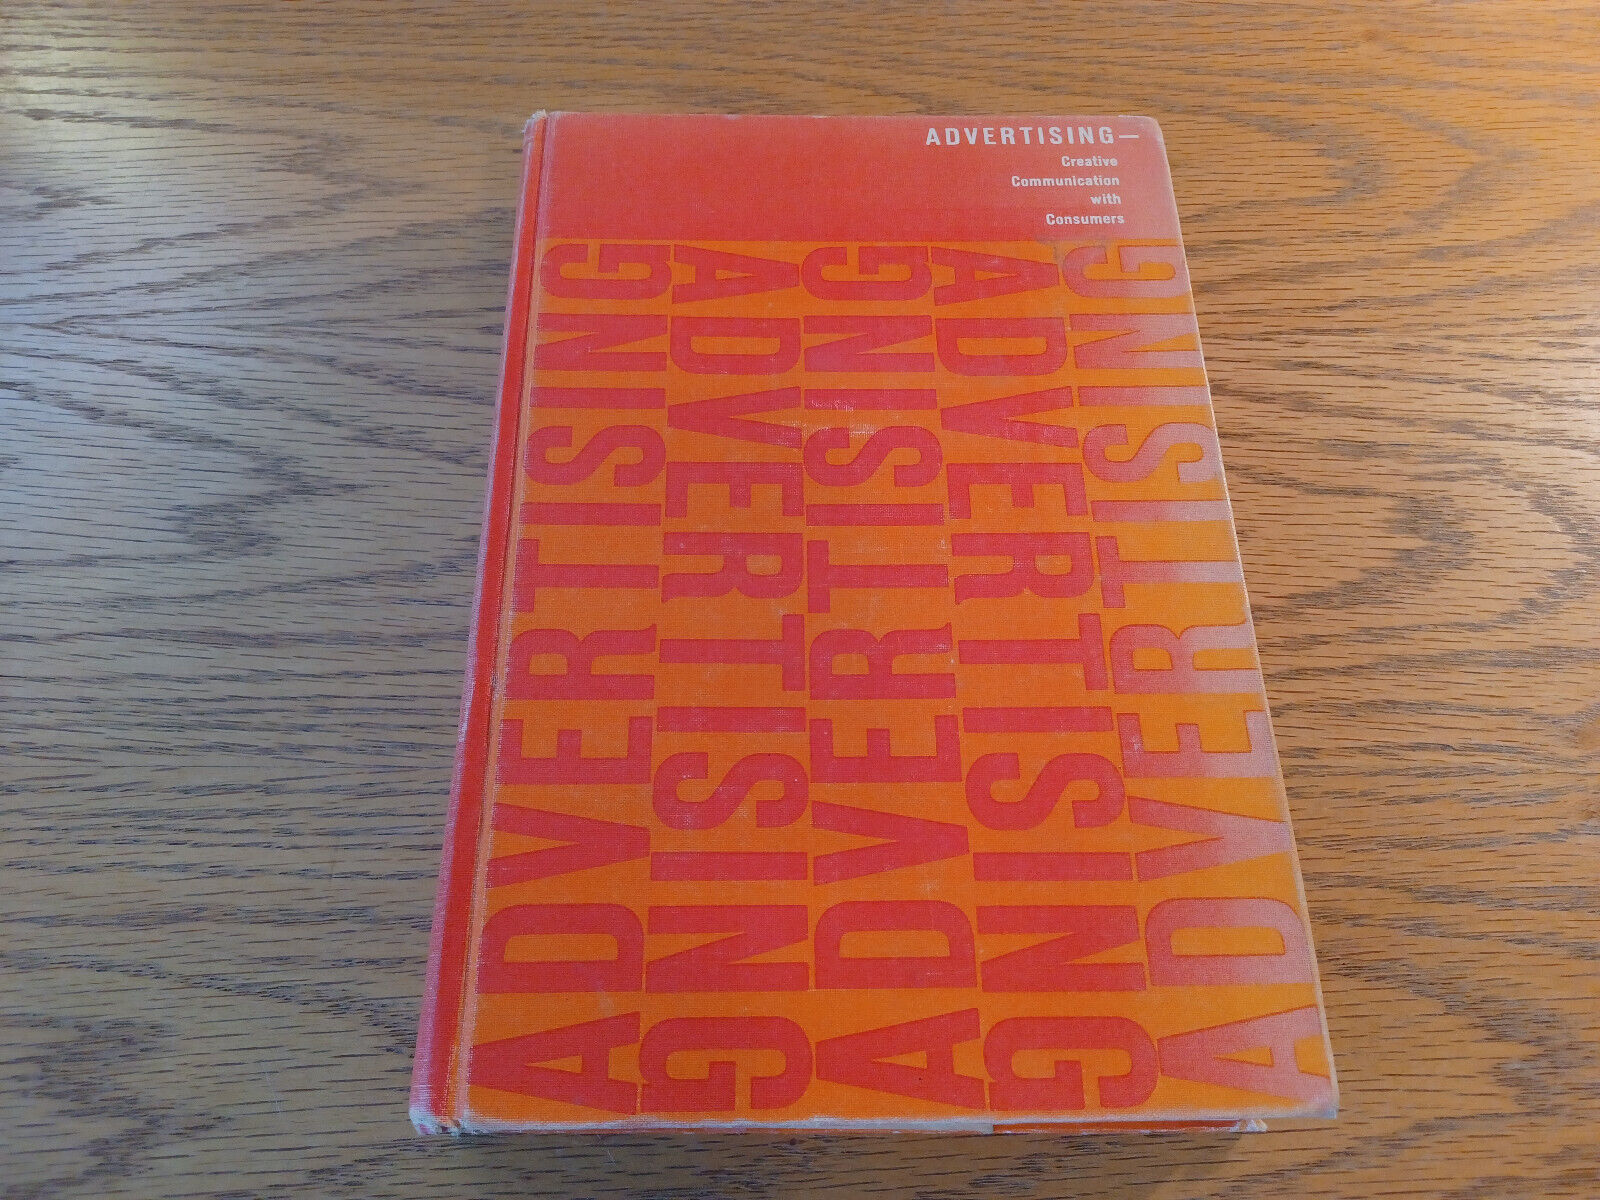 ADVERTISING—
Creative
Communication
with
Consumers
ADVERTISING
ADVERTISING
ADVERTISING
ADVERTISING
ADVERTISING